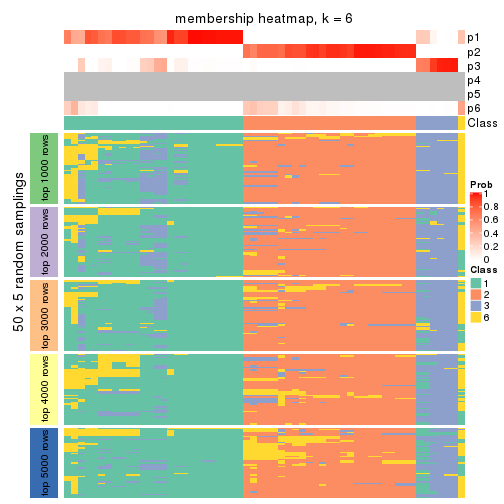 membership heatmap, k = 6
p1
p2
p3
p4
p5
p6
Class
50 x 5 random samplings
top 1000 rows
top 2000 rows
top 3000 rows
top 4000 rows
top 5000 rows
Prob
1
0.8
0.6
0.4
0.2
0
Class
1
2
3
6